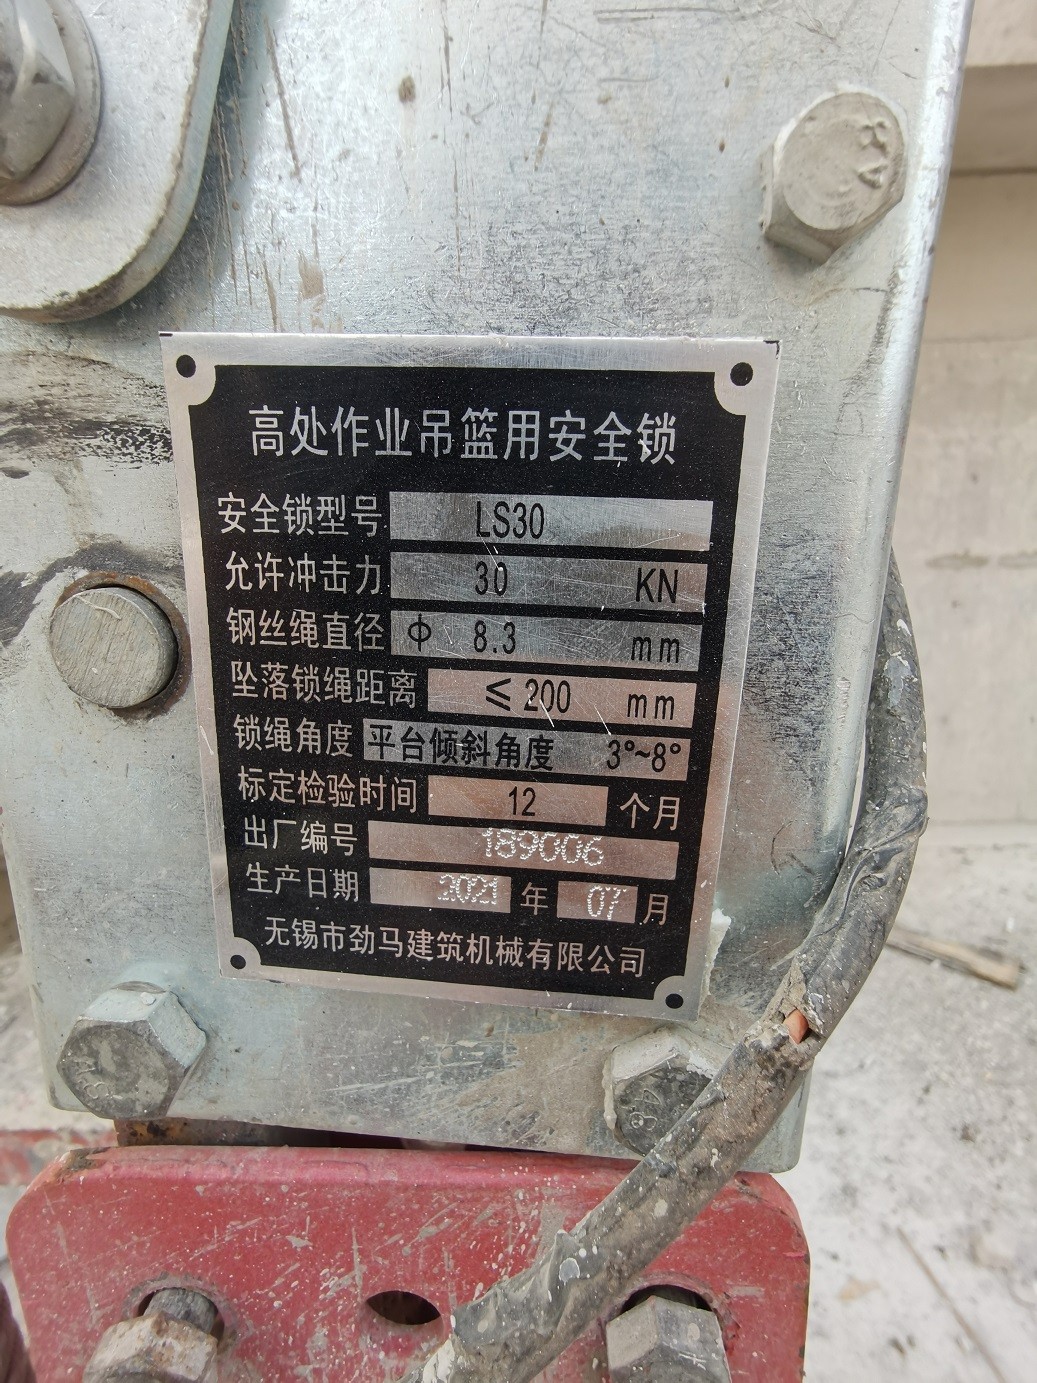 高处作业吊篮用安全锁
安全锁型号 LS30
允许冲击力 30 KN
钢丝绳直径 ф 8.3 mm
坠落锁绳距离 ≤200 mm
锁绳角度 平台倾斜角度 3°~8°
标定检验时间 12 个月
出厂编号 189006
生产日期 2021 年 07 月
无锡市劲马建筑机械有限公司